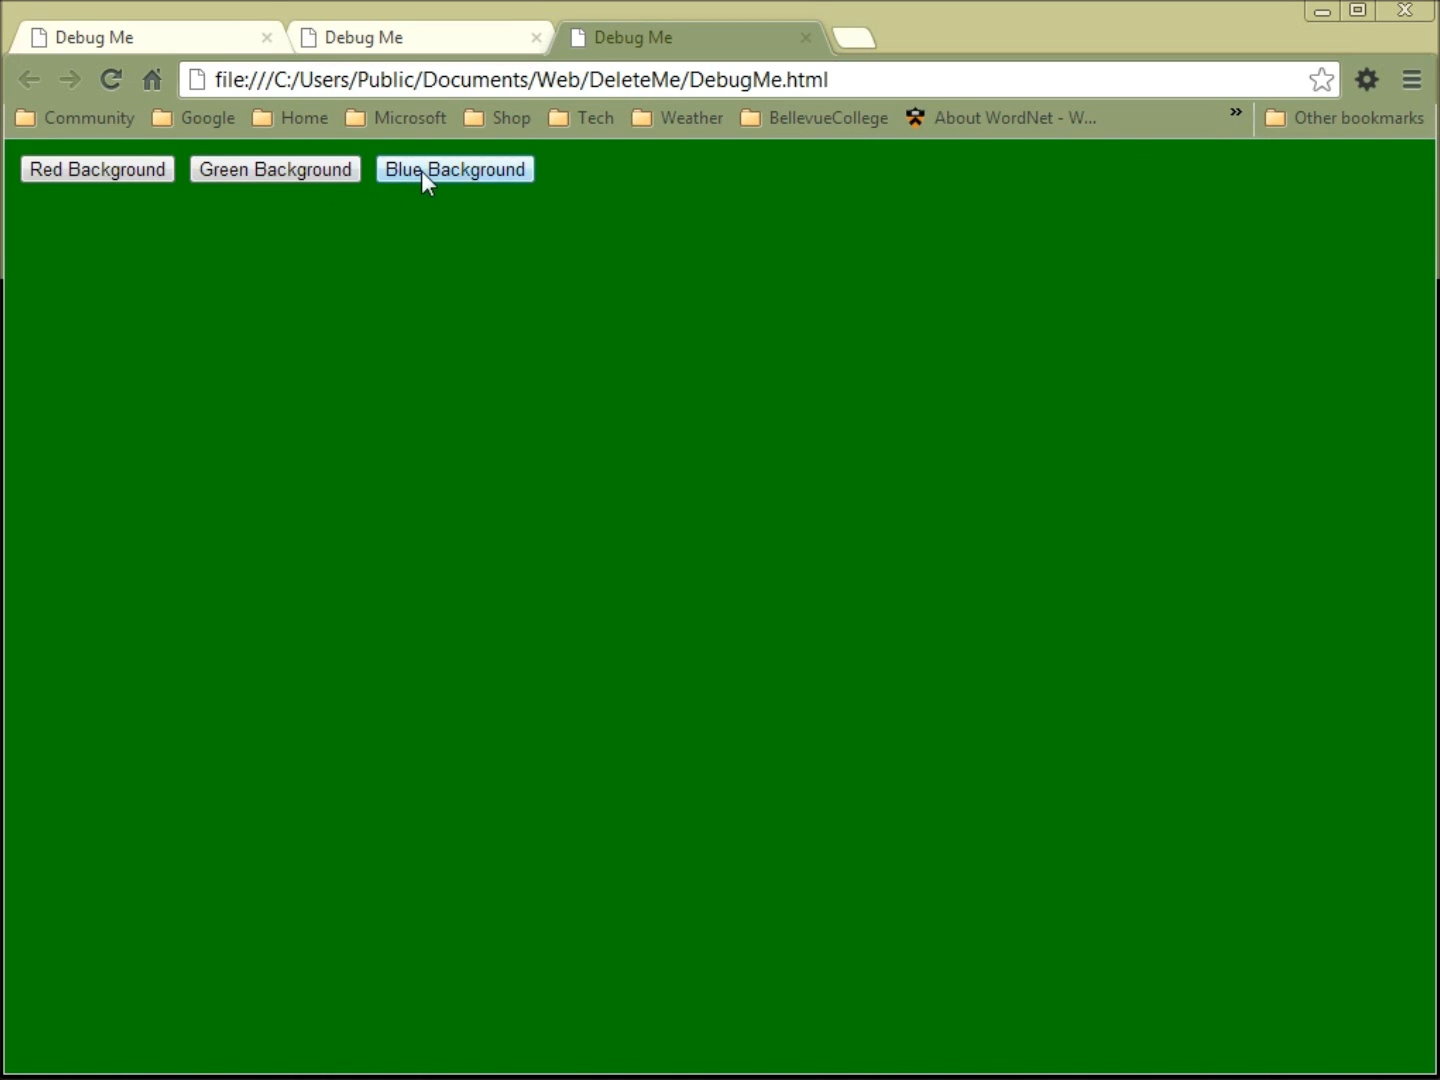 Debug Me Debug Me Debug Me
file:///C:/Users/Public/Documents/Web/DeleteMe/DebugMe.html
Community Google Home Microsoft Shop Tech Weather BellevueCollege About WordNet - W... » Other bookmarks
Red Background Green Background Blue Background